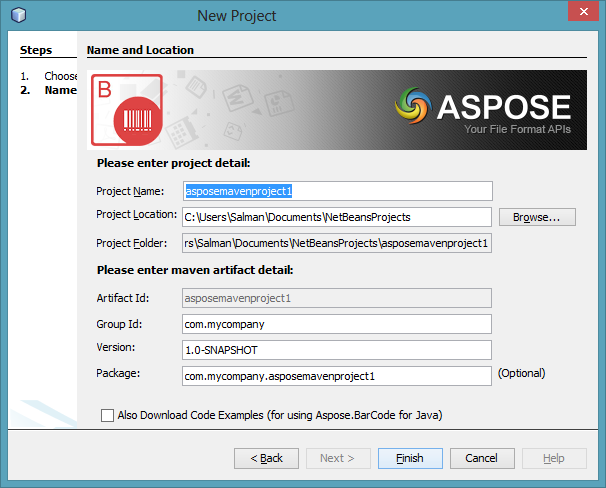 New Project
Steps
1. Choose
2. Name
Name and Location
B
ASPOSE
Your File Format APIs
Please enter project detail:
Project Name: asposemavenproject1
Project Location: C:\Users\Salman\Documents\NetBeansProjects Browse...
Project Folder: rs\Salman\Documents\NetBeansProjects\asposemavenproject1
Please enter maven artifact detail:
Artifact Id: asposemavenproject1
Group Id: com.mycompany
Version: 1.0-SNAPSHOT
Package: com.mycompany.asposemavenproject1 (Optional)
Also Download Code Examples (for using Aspose.BarCode for Java)
< Back Next > Finish Cancel Help